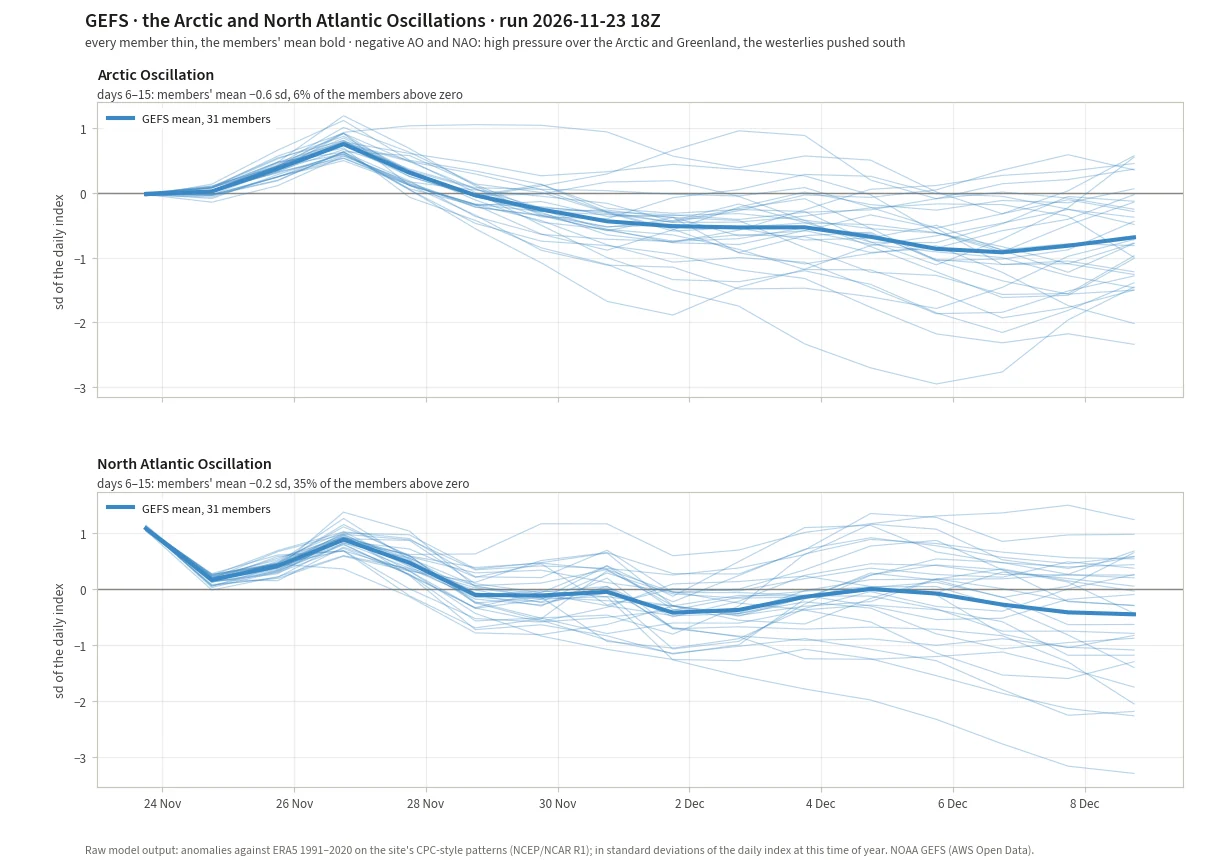 GEFS · the Arctic and North Atlantic Oscillations · run 2026-11-23 18Z
every member thin, the members' mean bold · negative AO and NAO: high pressure over the Arctic and Greenland, the westerlies pushed south
Arctic Oscillation
days 6–15: members' mean −0.6 sd, 6% of the members above zero
GEFS mean, 31 members
1
0
−1
−2
−3
sd of the daily index
North Atlantic Oscillation
days 6–15: members' mean −0.2 sd, 35% of the members above zero
GEFS mean, 31 members
1
0
−1
−2
−3
sd of the daily index
24 Nov
26 Nov
28 Nov
30 Nov
2 Dec
4 Dec
6 Dec
8 Dec
Raw model output: anomalies against ERA5 1991–2020 on the site's CPC-style patterns (NCEP/NCAR R1); in standard deviations of the daily index at this time of year. NOAA GEFS (AWS Open Data).